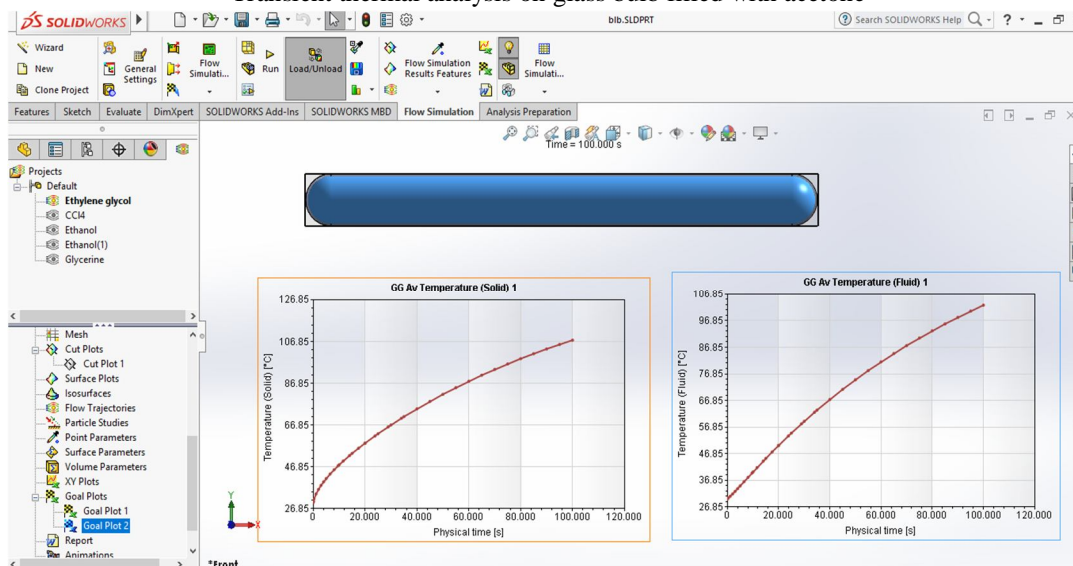 Transient thermal analysis on glass bulb filled with acetone
SOLIDWORKS
blb.SLDPRT
Search SOLIDWORKS Help
Wizard
New
Clone Project
General Settings
Flow Simulati...
Run
Load/Unload
Flow Simulation Results Features
Flow Simulati...
Features Sketch Evaluate DimXpert SOLIDWORKS Add-Ins SOLIDWORKS MBD Flow Simulation Analysis Preparation
Time = 100.000 s
Projects
Default
Ethylene glycol
CCl4
Ethanol
Ethanol(1)
Glycerine
Mesh
Cut Plots
Cut Plot 1
Surface Plots
Isosurfaces
Flow Trajectories
Particle Studies
Point Parameters
Surface Parameters
Volume Parameters
XY Plots
Goal Plots
Goal Plot 1
Goal Plot 2
Report
Animations
GG Av Temperature (Solid) 1
Temperature (Solid) [°C]
126.85
106.85
86.85
66.85
46.85
26.85
0 20.000 40.000 60.000 80.000 100.000 120.000
Physical time [s]
GG Av Temperature (Fluid) 1
Temperature (Fluid) [°C]
106.85
96.85
86.85
76.85
66.85
56.85
46.85
36.85
26.85
0 20.000 40.000 60.000 80.000 100.000 120.000
Physical time [s]
Y
X
*Front